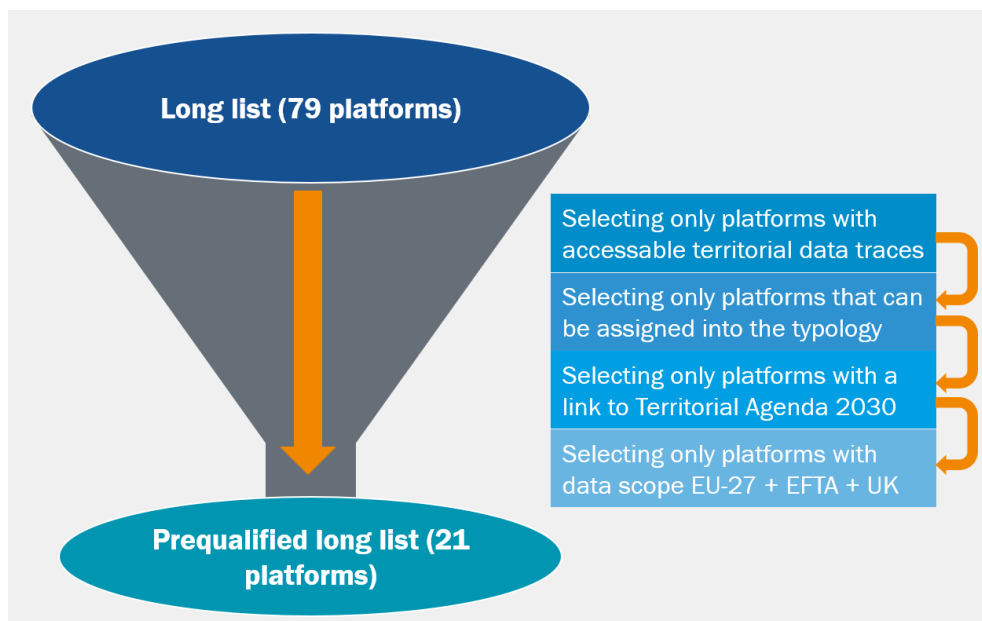 Long list (79 platforms)
Selecting only platforms with
accessable territorial data traces
Selecting only platforms that can
be assigned into the typology
Selecting only platforms with a
link to Territorial Agenda 2030
Selecting only platforms with
data scope EU-27 + EFTA + UK
Prequalified long list (21
platforms)